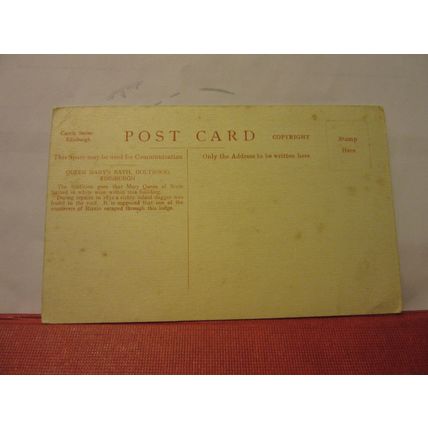 Castle Series
Edinburgh
POST CARD
COPYRIGHT
Stamp
Here
This Space may be used for Communication
Only the Address to be written here
QUEEN MARY'S BATH, HOLYROOD,
EDINBURGH
The tradition goes that Mary Queen of Scots
bathed in white wine within this building.
During repairs in 1852 a richly inlaid dagger was
found in the roof. It is supposed that one of the
murderers of Rizzio escaped through this lodge.